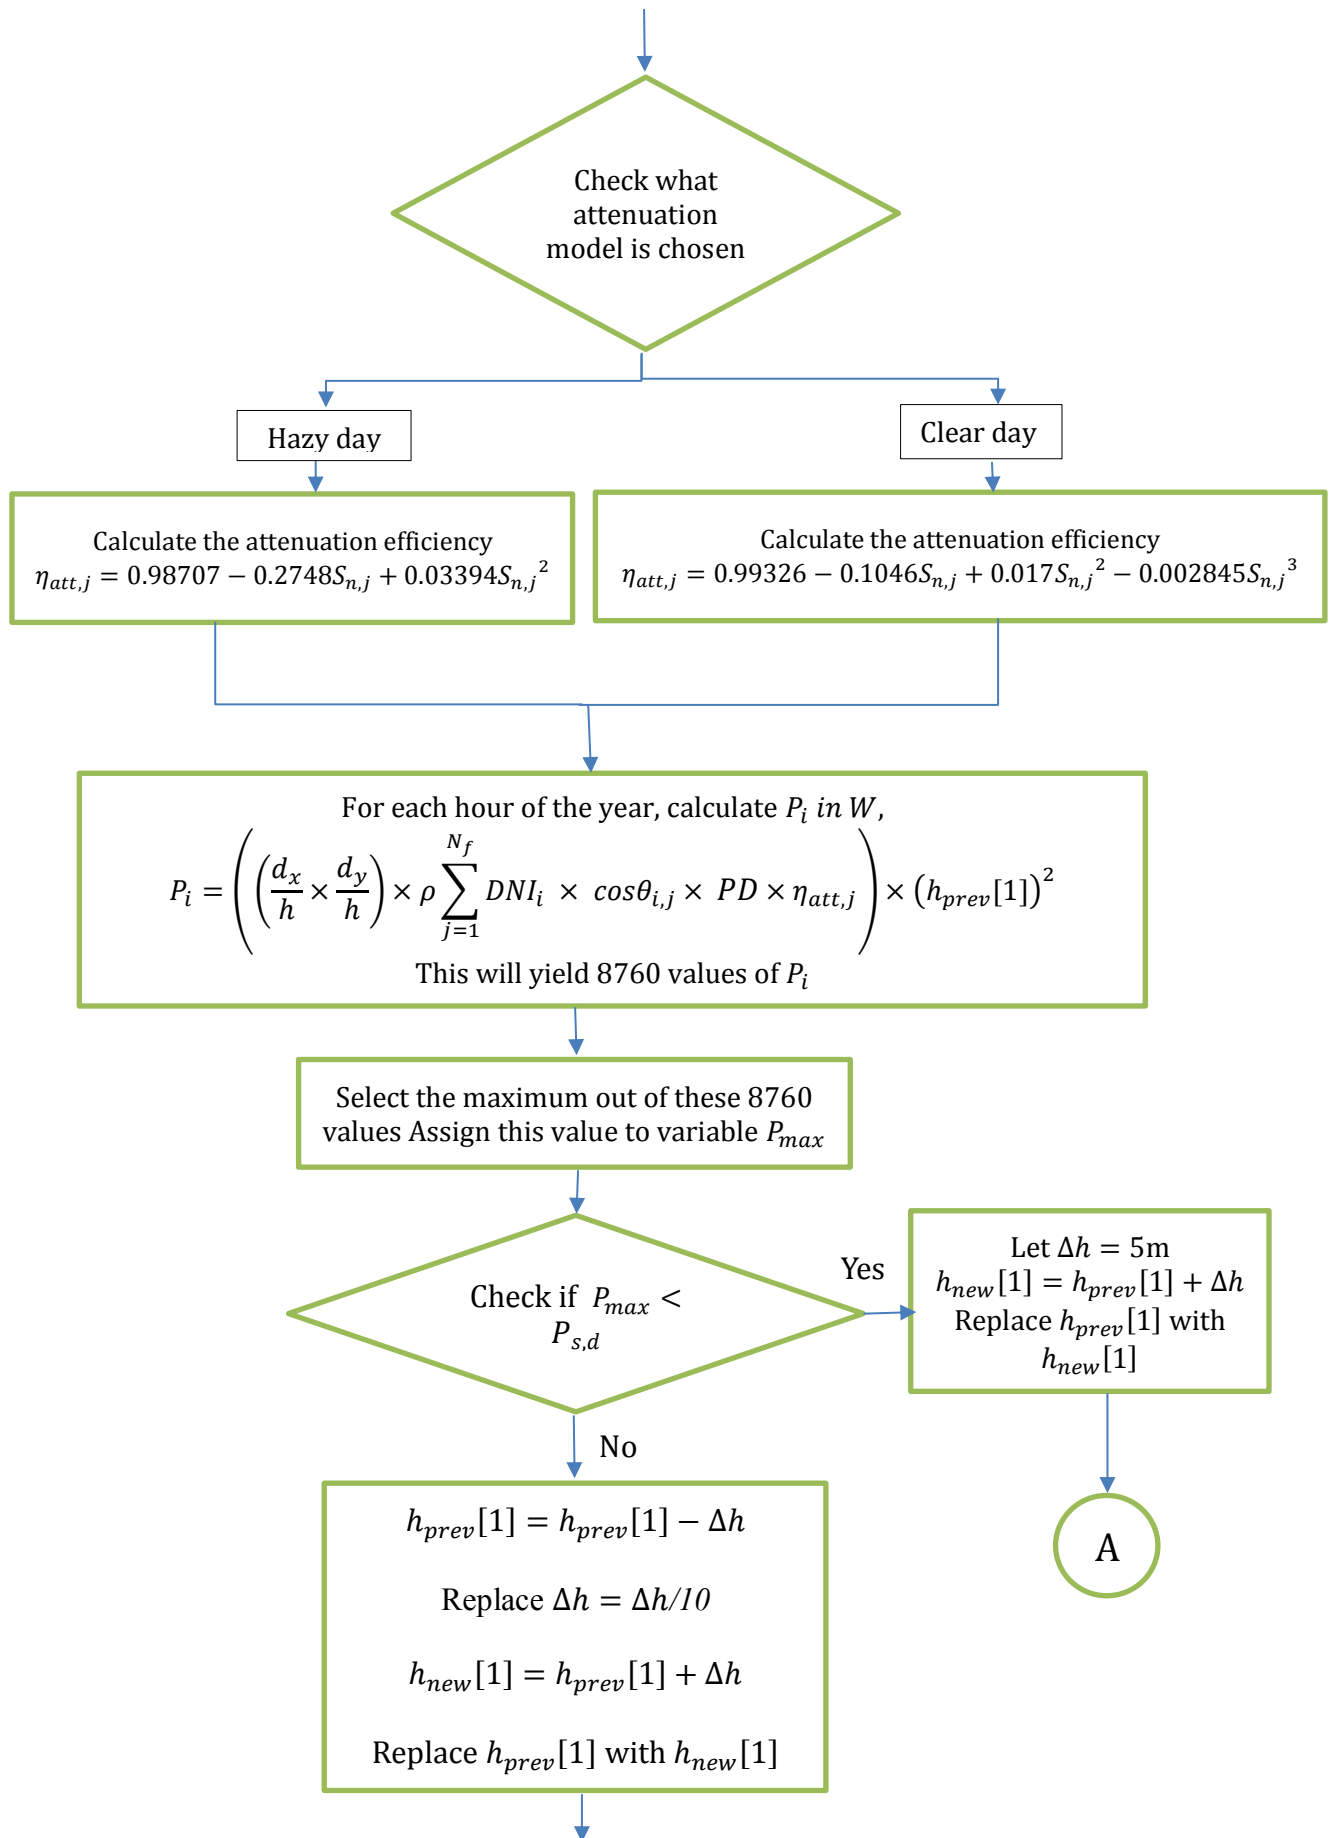 Check what
attenuation
model is chosen
Hazy day
Clear day
Calculate the attenuation efficiency
η_{att,j} = 0.98707 − 0.2748S_{n,j} + 0.03394S_{n,j}²
Calculate the attenuation efficiency
η_{att,j} = 0.99326 − 0.1046S_{n,j} + 0.017S_{n,j}² − 0.002845S_{n,j}³
For each hour of the year, calculate P_i in W,
P_i = ( ( d_x/h × d_y/h ) × ρ ∑_{j=1}^{N_f} DNI_i × cosθ_{i,j} × PD × η_{att,j} ) × (h_{prev}[1])²
This will yield 8760 values of P_i
Select the maximum out of these 8760
values Assign this value to variable P_{max}
Check if P_{max} <
P_{s,d}
Yes
Let Δh = 5m
h_{new}[1] = h_{prev}[1] + Δh
Replace h_{prev}[1] with
h_{new}[1]
No
A
h_{prev}[1] = h_{prev}[1] − Δh
Replace Δh = Δh/10
h_{new}[1] = h_{prev}[1] + Δh
Replace h_{prev}[1] with h_{new}[1]